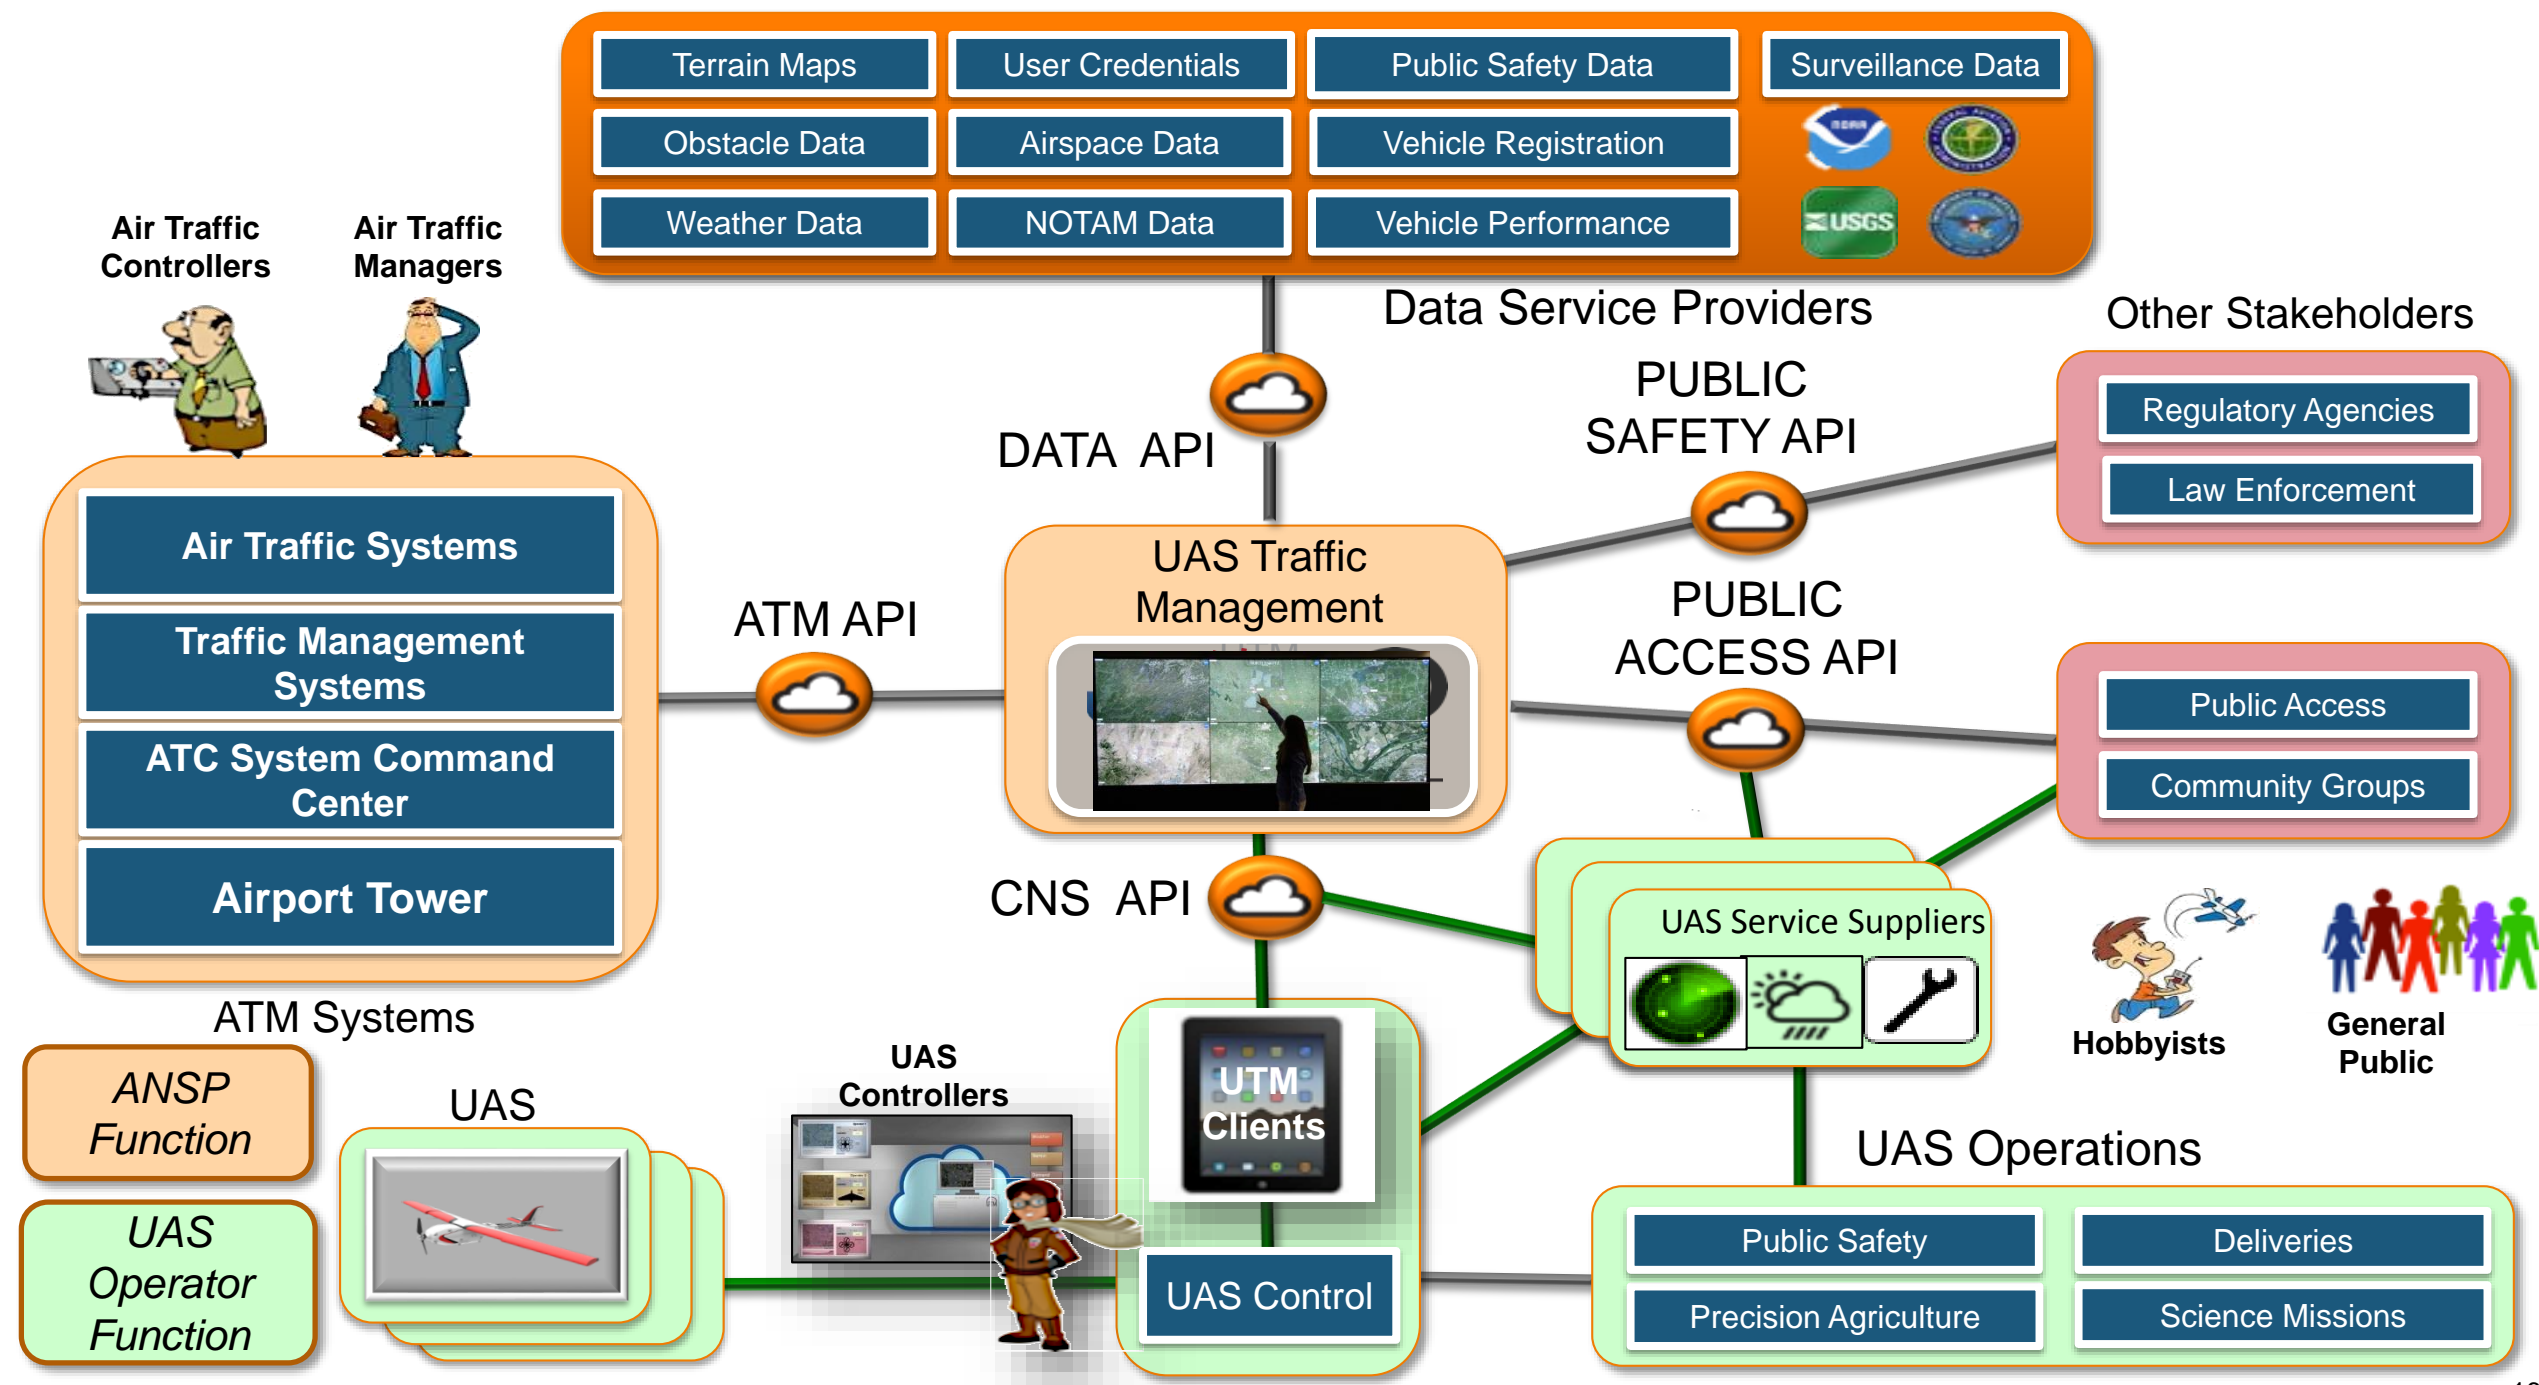 Terrain Maps
User Credentials
Public Safety Data
Surveillance Data
Obstacle Data
Airspace Data
Vehicle Registration
Weather Data
NOTAM Data
Vehicle Performance
USGS
Data Service Providers
Air Traffic
Controllers
Air Traffic
Managers
Other Stakeholders
Regulatory Agencies
Law Enforcement
PUBLIC
SAFETY API
DATA API
Air Traffic Systems
Traffic Management
Systems
ATC System Command
Center
Airport Tower
ATM Systems
ATM API
UAS Traffic
Management
PUBLIC
ACCESS API
Public Access
Community Groups
CNS API
UAS Service Suppliers
Hobbyists
General
Public
ANSP
Function
UAS
Operator
Function
UAS
UAS
Controllers
UTM
Clients
UAS Control
UAS Operations
Public Safety
Deliveries
Precision Agriculture
Science Missions